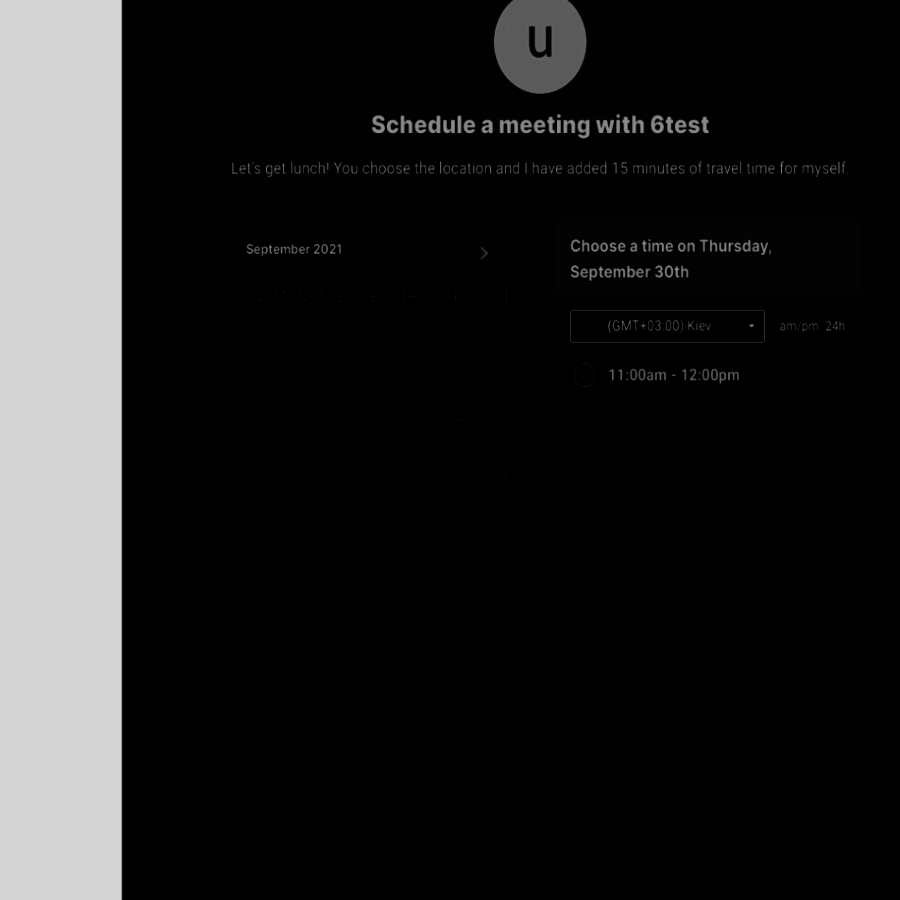 u
Schedule a meeting with 6test
Let's get lunch! You choose the location and I have added 15 minutes of travel time for myself.
September 2021
Choose a time on Thursday,
September 30th
(GMT+03:00) Kiev
am/pm 24h
11:00am - 12:00pm